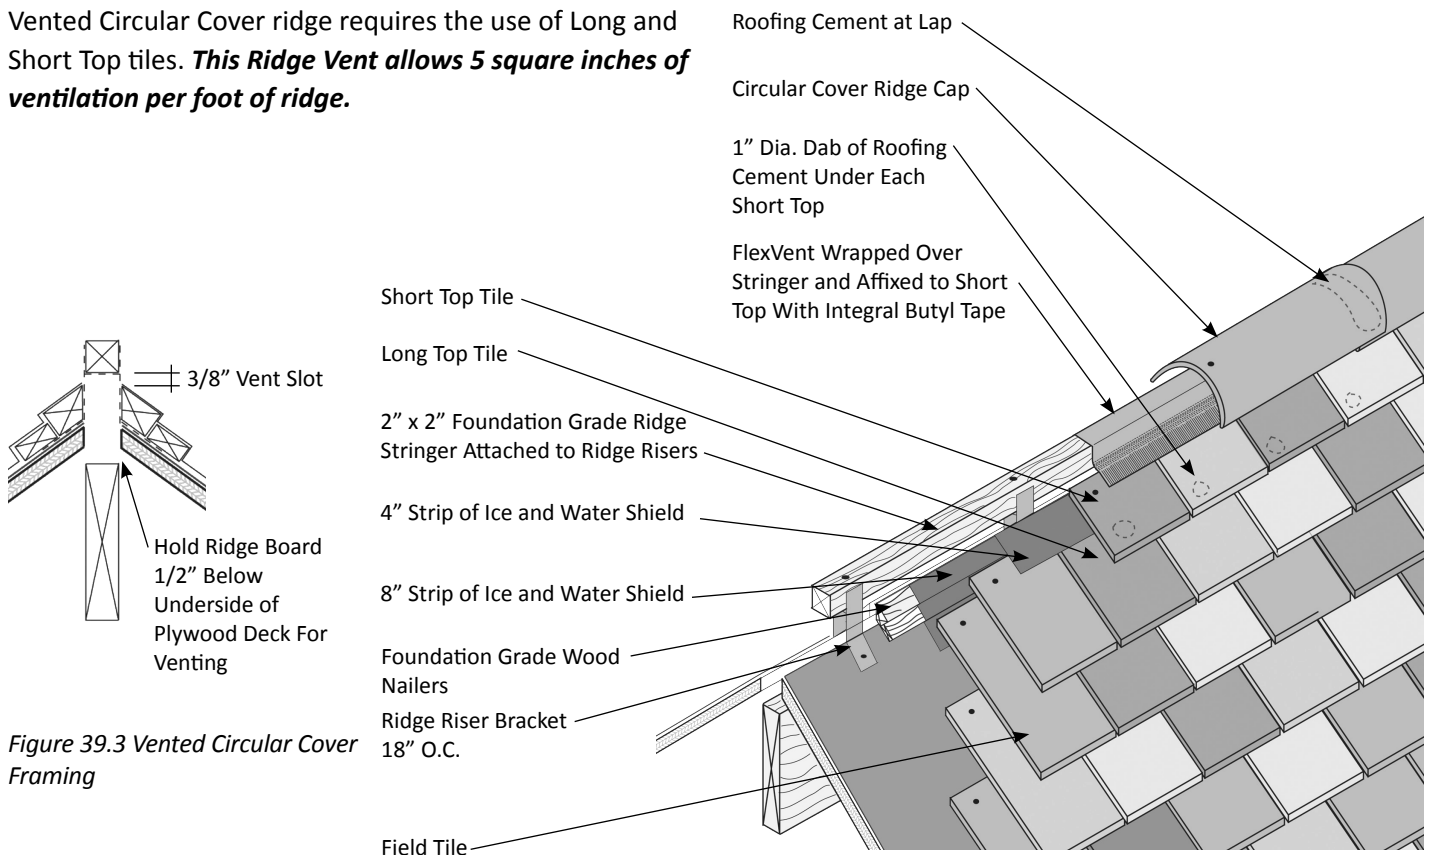 Vented Circular Cover ridge requires the use of Long and
Short Top tiles. This Ridge Vent allows 5 square inches of
ventilation per foot of ridge.
Roofing Cement at Lap
Circular Cover Ridge Cap
1” Dia. Dab of Roofing
Cement Under Each
Short Top
FlexVent Wrapped Over
Stringer and Affixed to Short
Top With Integral Butyl Tape
Short Top Tile
Long Top Tile
2” x 2” Foundation Grade Ridge
Stringer Attached to Ridge Risers
4” Strip of Ice and Water Shield
8” Strip of Ice and Water Shield
Foundation Grade Wood
Nailers
Ridge Riser Bracket
18” O.C.
Field Tile
3/8” Vent Slot
Hold Ridge Board
1/2” Below
Underside of
Plywood Deck For
Venting
Figure 39.3 Vented Circular Cover
Framing